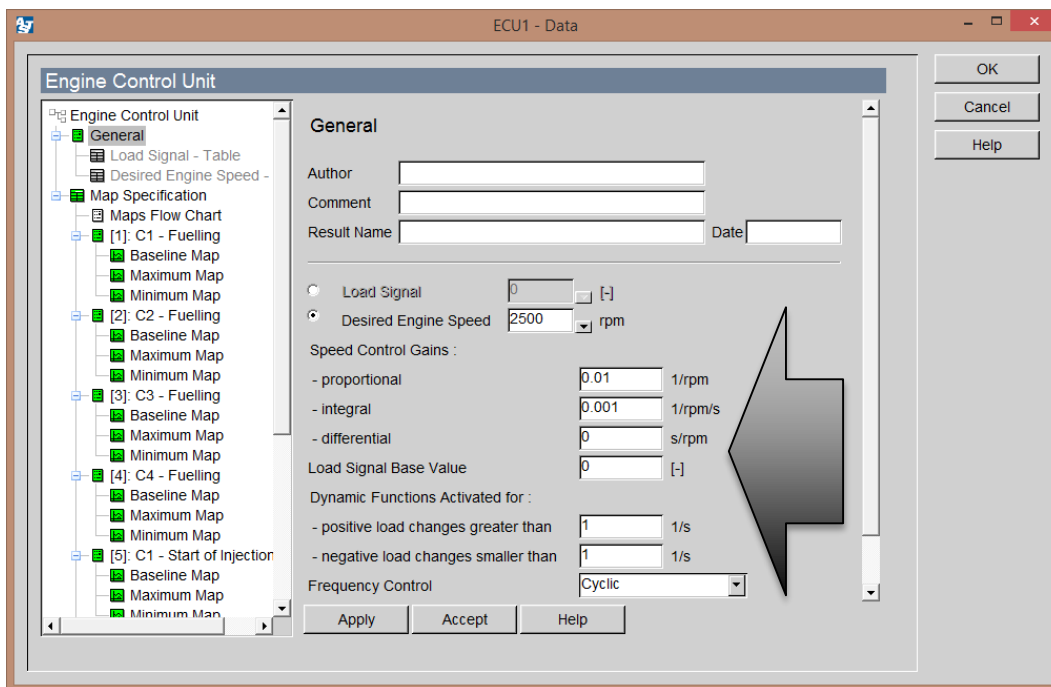 ECU1 - Data
Engine Control Unit
Engine Control Unit
General
Load Signal - Table
Desired Engine Speed -
Map Specification
Maps Flow Chart
[1]: C1 - Fuelling
Baseline Map
Maximum Map
Minimum Map
[2]: C2 - Fuelling
Baseline Map
Maximum Map
Minimum Map
[3]: C3 - Fuelling
Baseline Map
Maximum Map
Minimum Map
[4]: C4 - Fuelling
Baseline Map
Maximum Map
Minimum Map
[5]: C1 - Start of Injection
Baseline Map
Maximum Map
Minimum Map
General
Author
Comment
Result Name Date
Load Signal 0 [-]
Desired Engine Speed 2500 rpm
Speed Control Gains :
- proportional 0.01 1/rpm
- integral 0.001 1/rpm/s
- differential 0 s/rpm
Load Signal Base Value 0 [-]
Dynamic Functions Activated for :
- positive load changes greater than 1 1/s
- negative load changes smaller than 1 1/s
Frequency Control Cyclic
Apply Accept Help
OK
Cancel
Help